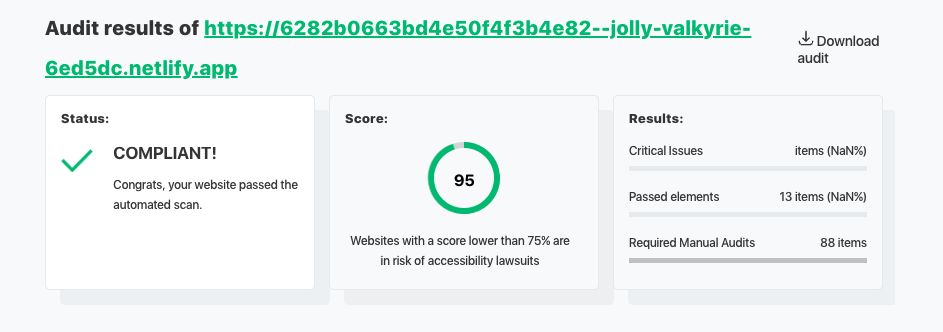 Audit results of https://6282b0663bd4e50f4f3b4e82--jolly-valkyrie-
6ed5dc.netlify.app
Download
audit
Status:
COMPLIANT!
Congrats, your website passed the
automated scan.
Score:
95
Websites with a score lower than 75% are
in risk of accessibility lawsuits
Results:
Critical Issues items (NaN%)
Passed elements 13 items (NaN%)
Required Manual Audits 88 items